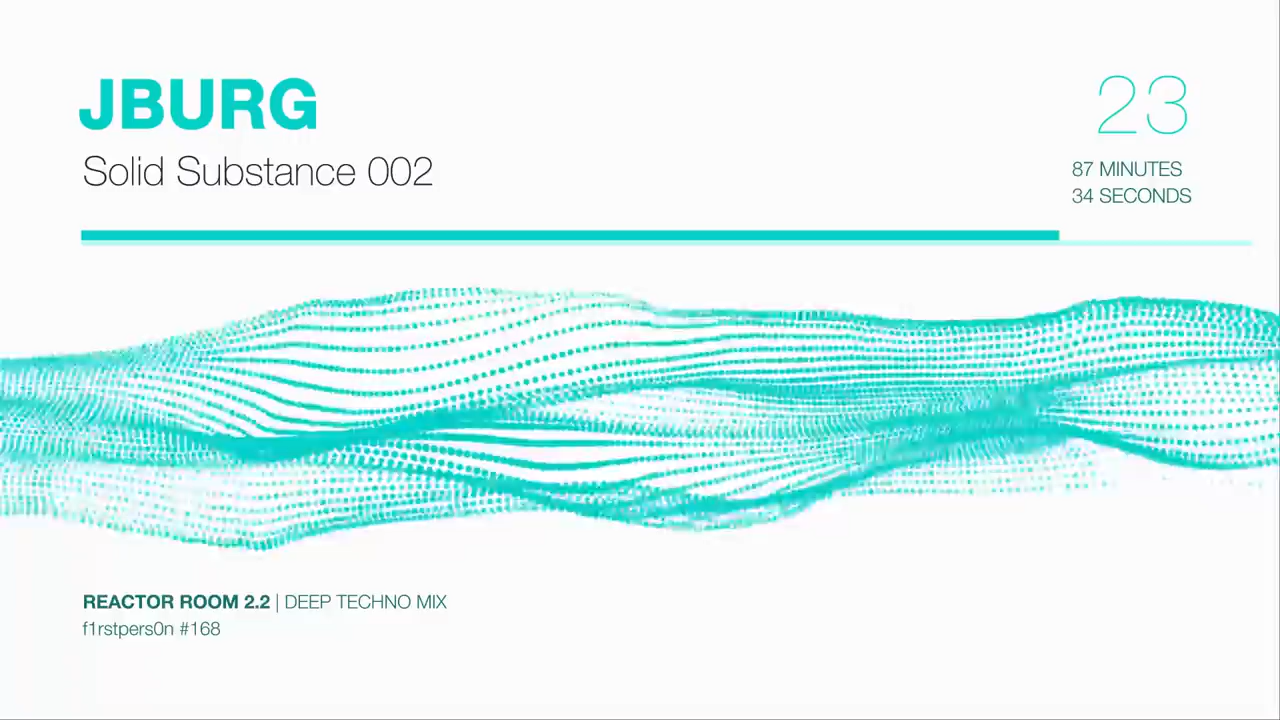 JBURG
Solid Substance 002
23
87 MINUTES
34 SECONDS
REACTOR ROOM 2.2 | DEEP TECHNO MIX
f1rstpers0n #168